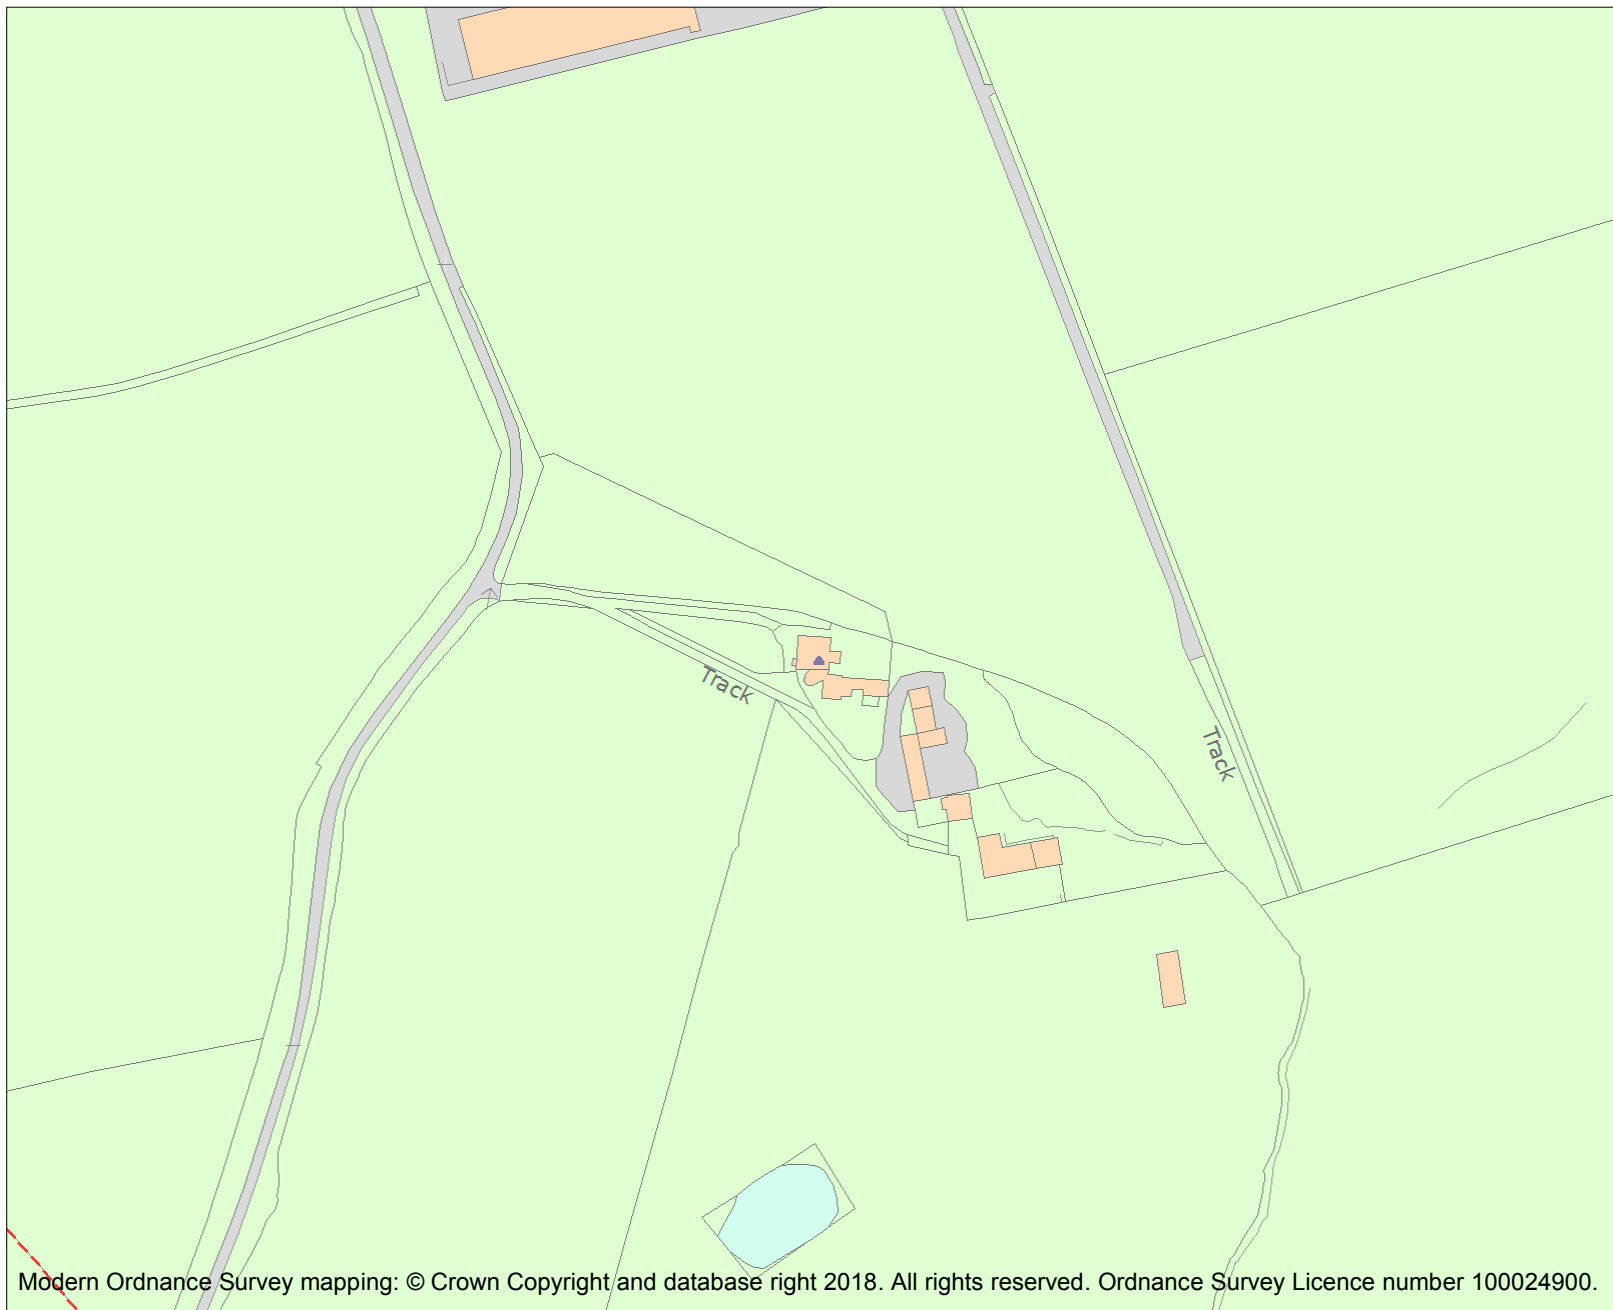 Track
Track
Modern Ordnance Survey mapping: © Crown Copyright and database right 2018. All rights reserved. Ordnance Survey Licence number 100024900.